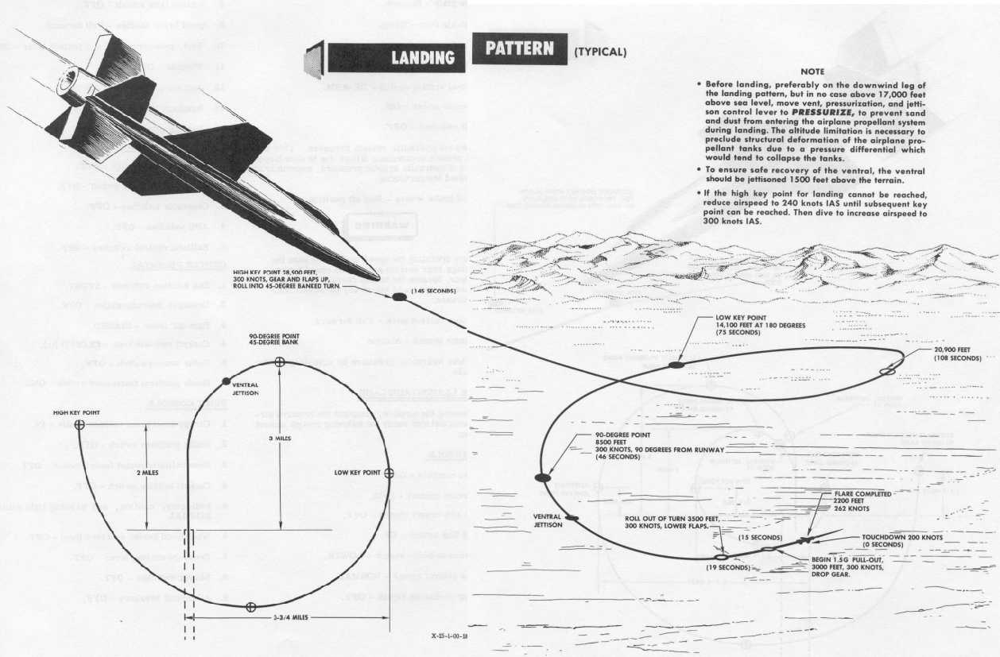 LANDING PATTERN (TYPICAL)
NOTE
• Before landing, preferably on the downwind leg of
the landing pattern, but in no case above 17,000 feet
above sea level, move vent, pressurization, and jetti-
son control lever to PRESSURIZE, to prevent sand
and dust from entering the airplane propellant system
during landing. The altitude limitation is necessary to
preclude structural deformation of the airplane pro-
pellant tanks due to a pressure differential which
would tend to collapse the tanks.
• To ensure safe recovery of the ventral, the ventral
should be jettisoned 1500 feet above the terrain.
• If the high key point for landing cannot be reached,
reduce airspeed to 240 knots IAS until subsequent key
point can be reached. Then dive to increase airspeed to
300 knots IAS.
HIGH KEY POINT 28,500 FEET,
300 KNOTS, GEAR AND FLAPS UP,
ROLL INTO 45-DEGREE BANKED TURN.
(145 SECONDS)
LOW KEY POINT
14,100 FEET AT 180 DEGREES
(75 SECONDS)
20,900 FEET
(108 SECONDS)
90-DEGREE POINT
8500 FEET
300 KNOTS, 90 DEGREES FROM RUNWAY
(46 SECONDS)
VENTRAL
JETTISON
ROLL OUT OF TURN 3500 FEET,
300 KNOTS, LOWER FLAPS.
(19 SECONDS)
(15 SECONDS)
FLARE COMPLETED
2200 FEET
262 KNOTS
TOUCHDOWN 200 KNOTS
(0 SECONDS)
BEGIN 1.5G PULL-OUT,
3000 FEET, 300 KNOTS,
DROP GEAR.
90-DEGREE POINT
45-DEGREE BANK
VENTRAL
JETTISON
HIGH KEY POINT
3 MILES
2 MILES
LOW KEY POINT
3-3/4 MILES
X-15-1-00-18